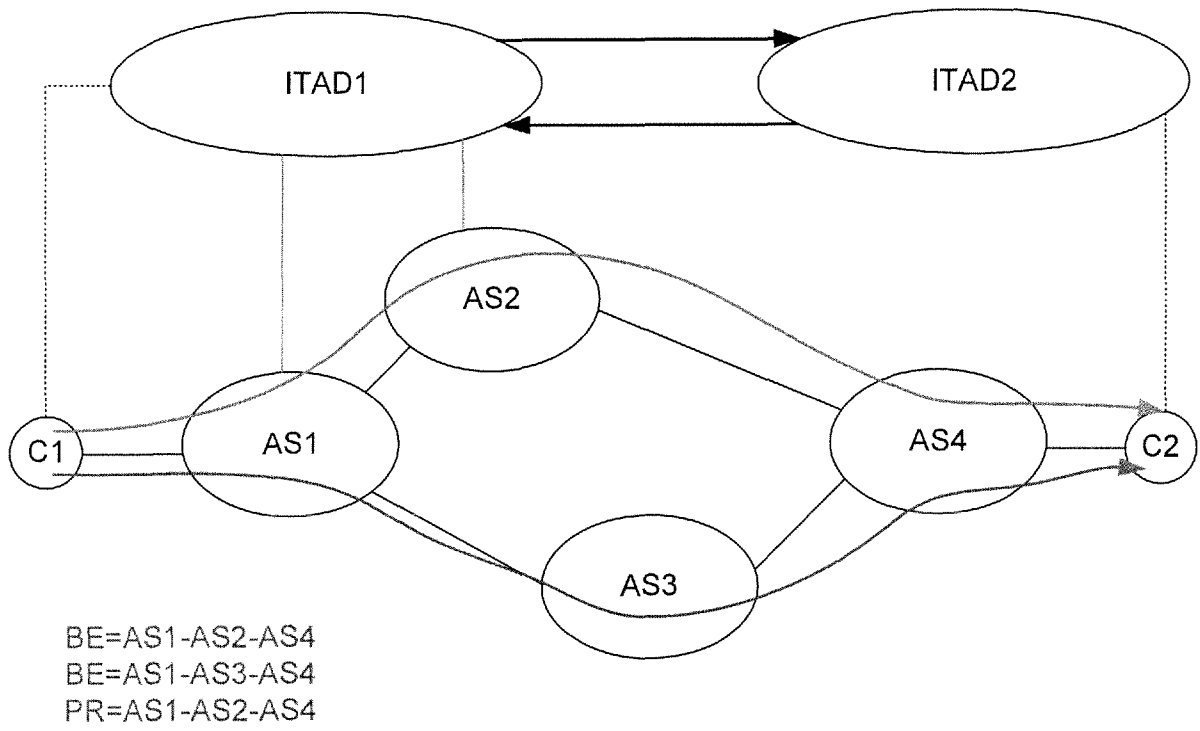 ITAD1
ITAD2
AS2
C1
AS1
AS4
C2
AS3
BE=AS1-AS2-AS4
BE=AS1-AS3-AS4
PR=AS1-AS2-AS4